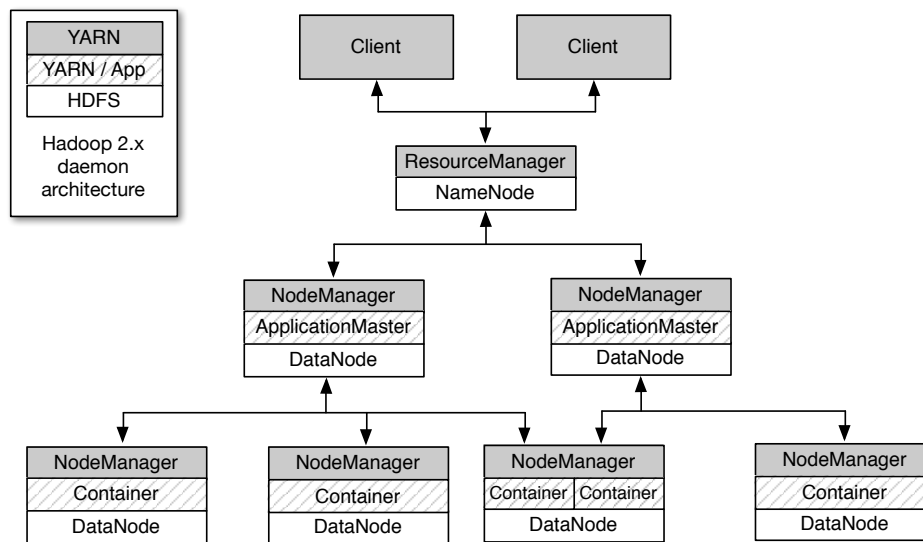 YARN
YARN / App
HDFS
Hadoop 2.x
daemon
architecture
Client
Client
ResourceManager
NameNode
NodeManager
ApplicationMaster
DataNode
NodeManager
ApplicationMaster
DataNode
NodeManager
Container
DataNode
NodeManager
Container
DataNode
NodeManager
Container Container
DataNode
NodeManager
Container
DataNode